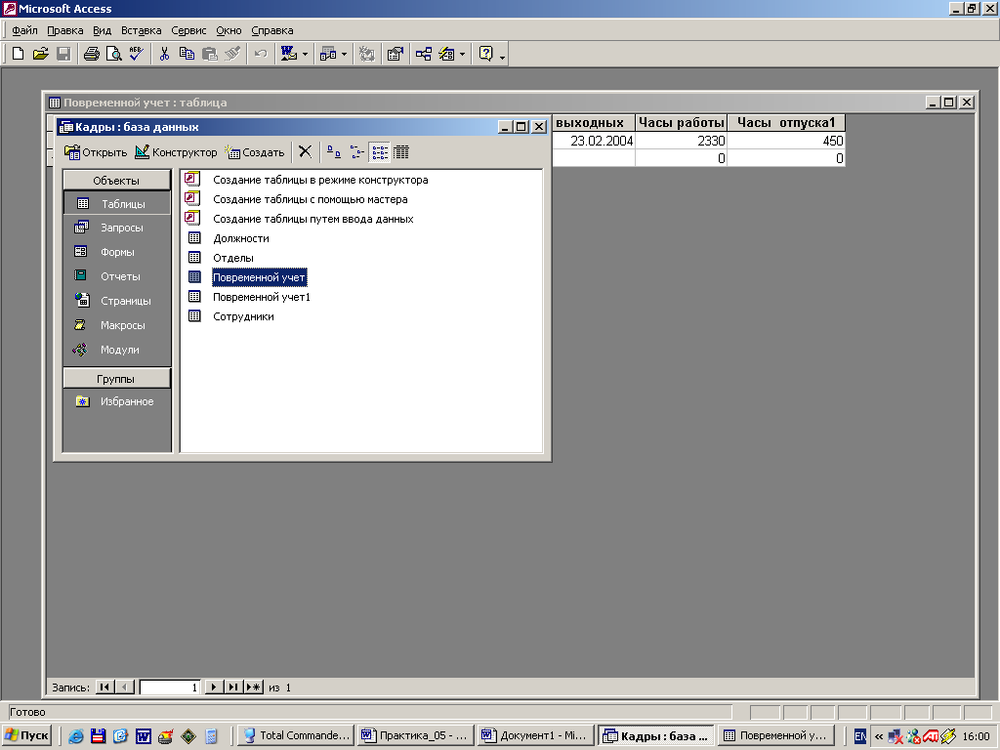 Microsoft Access
Файл Правка Вид Вставка Сервис Окно Справка
Повременной учет : таблица
выходных Часы работы Часы отпуска1
23.02.2004 2330 450
0 0
Кадры : база данных
Открыть Конструктор Создать
Объекты
Таблицы
Запросы
Формы
Отчеты
Страницы
Макросы
Модули
Группы
Избранное
Создание таблицы в режиме конструктора
Создание таблицы с помощью мастера
Создание таблицы путем ввода данных
Должности
Отделы
Повременной учет
Повременной учет1
Сотрудники
Запись: 1 из 1
Готово
Пуск Total Commande... Практика_05 - ... Документ1 - Mi... Кадры : база ... Повременной у... EN « 16:00